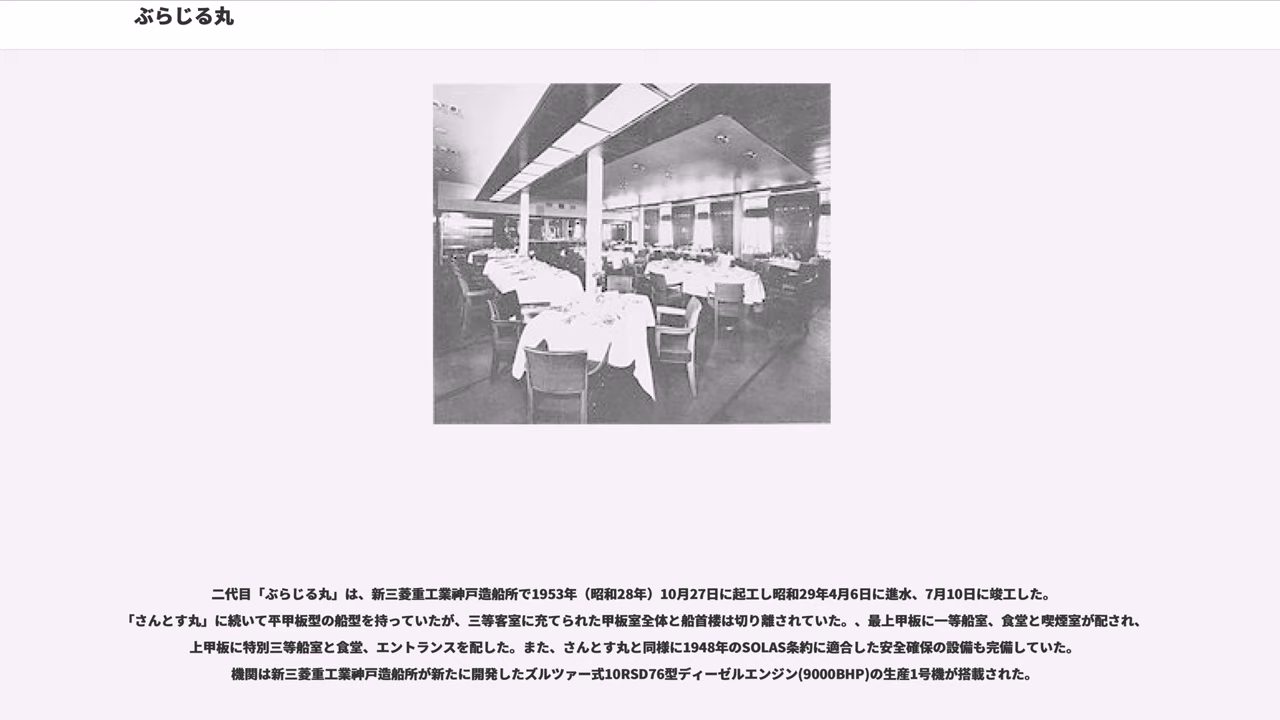 ぶらじる丸
二代目「ぶらじる丸」は、新三菱重工業神戸造船所で1953年（昭和28年）10月27日に起工し昭和29年4月6日に進水、7月10日に竣工した。
「さんとす丸」に続いて平甲板型の船型を持っていたが、三等客室に充てられた甲板室全体と船首楼は切り離されていた。、最上甲板に一等船室、食堂と喫煙室が配され、
上甲板に特別三等船室と食堂、エントランスを配した。また、さんとす丸と同様に1948年のSOLAS条約に適合した安全確保の設備も完備していた。
機関は新三菱重工業神戸造船所が新たに開発したズルツァー式10RSD76型ディーゼルエンジン(9000BHP)の生産1号機が搭載された。